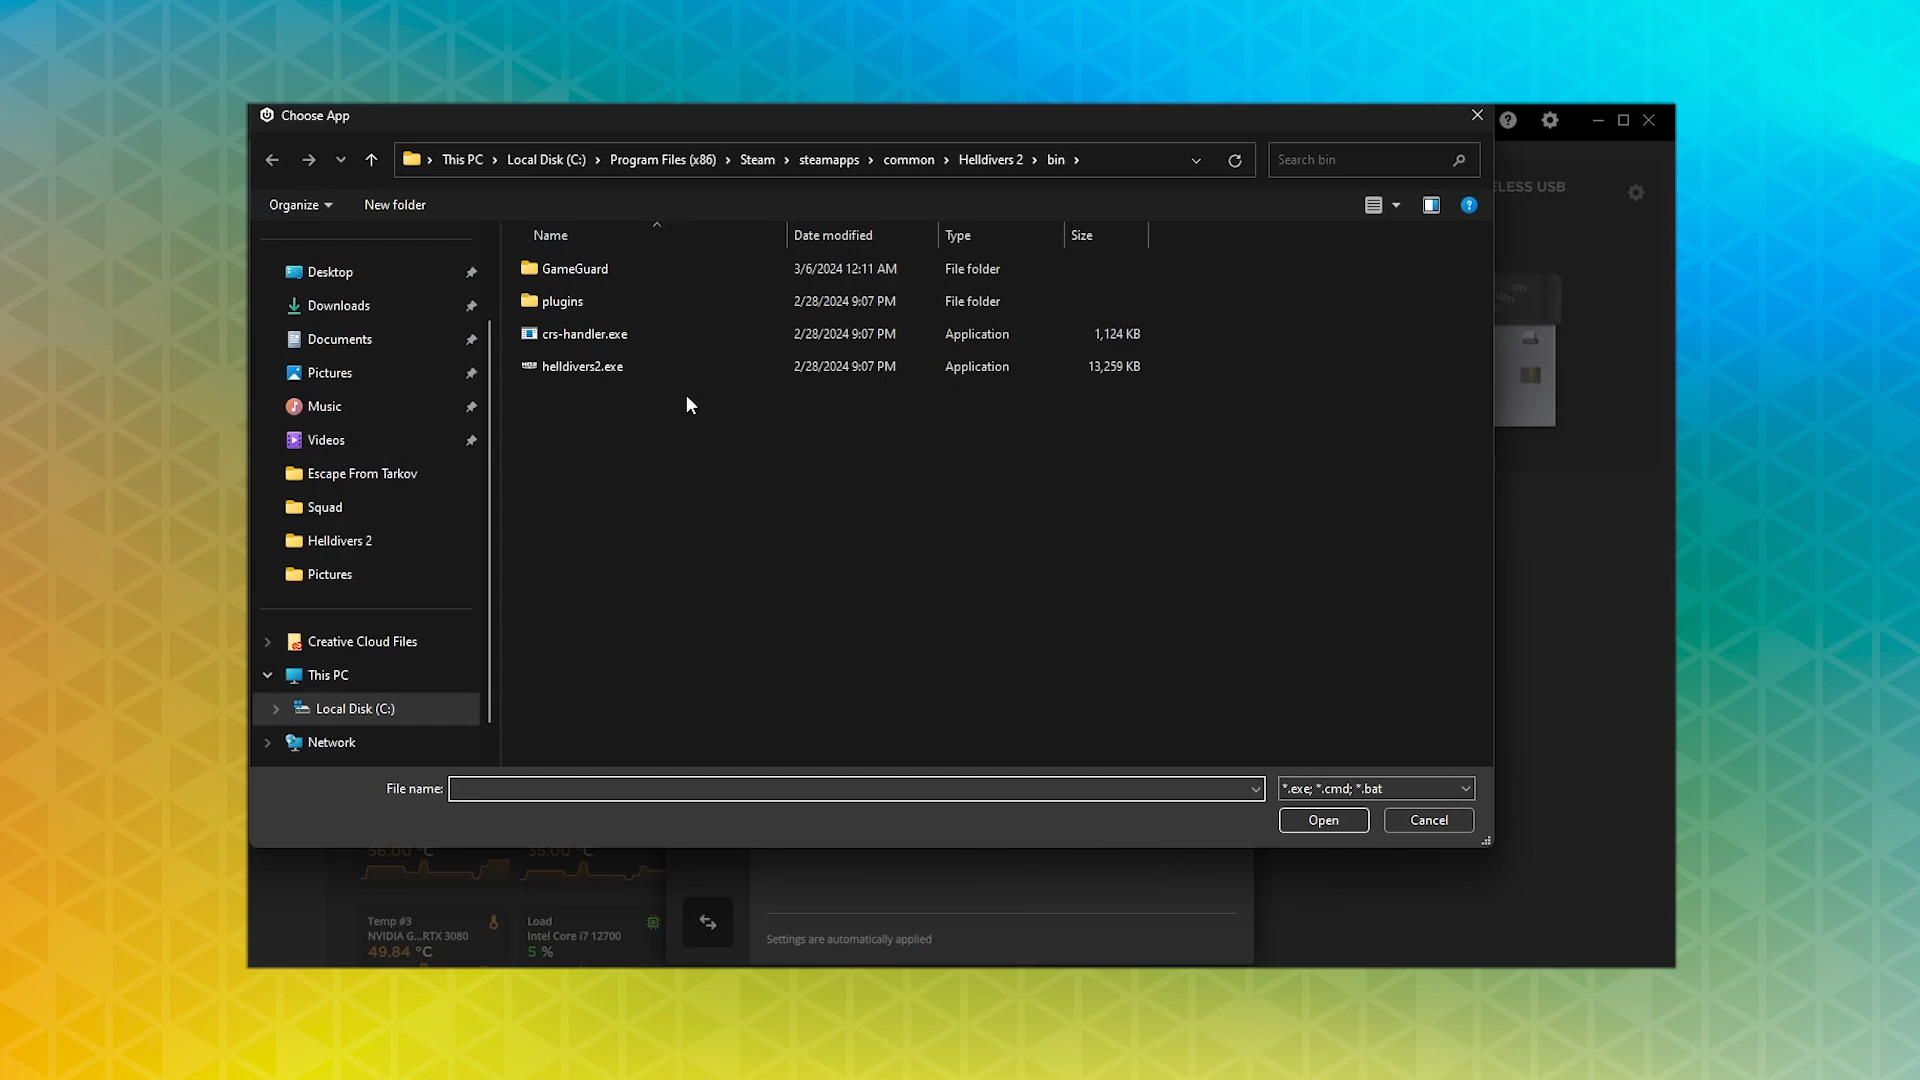 Choose App
This PC > Local Disk (C:) > Program Files (x86) > Steam > steamapps > common > Helldivers 2 > bin >
Search bin
Organize
New folder
ELESS USB
Name
Date modified
Type
Size
GameGuard 3/6/2024 12:11 AM File folder
plugins 2/28/2024 9:07 PM File folder
crs-handler.exe 2/28/2024 9:07 PM Application 1,124 KB
helldivers2.exe 2/28/2024 9:07 PM Application 13,259 KB
Desktop
Downloads
Documents
Pictures
Music
Videos
Escape From Tarkov
Squad
Helldivers 2
Pictures
Creative Cloud Files
This PC
Local Disk (C:)
Network
File name:
*.exe; *.cmd; *.bat
Open
Cancel
56.00 °C
35.00 °C
Temp #3
NVIDIA G...RTX 3080
49.84 °C
Load
Intel Core i7 12700
5 %
Settings are automatically applied